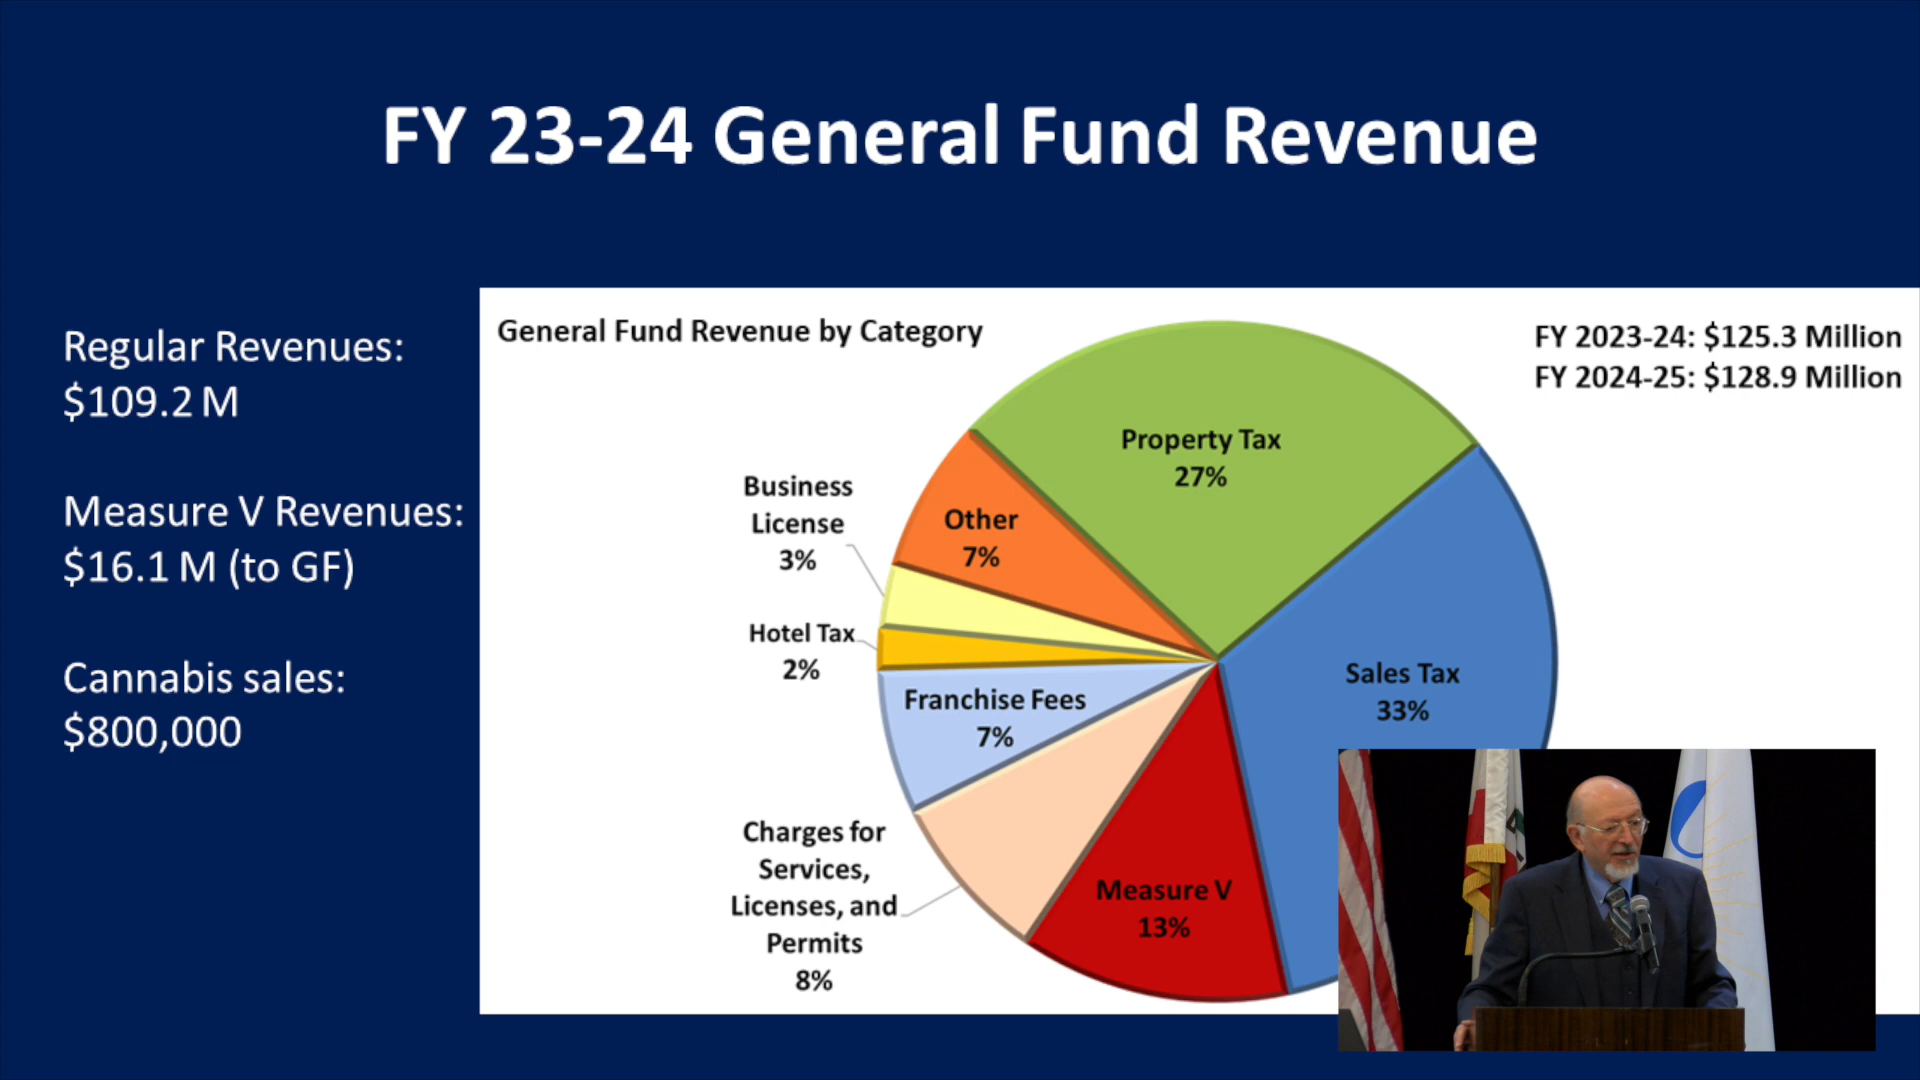 FY 23-24 General Fund Revenue
Regular Revenues:
$109.2 M
Measure V Revenues:
$16.1 M (to GF)
Cannabis sales:
$800,000
General Fund Revenue by Category
FY 2023-24: $125.3 Million
FY 2024-25: $128.9 Million
Property Tax
27%
Business
License
3%
Other
7%
Hotel Tax
2%
Sales Tax
33%
Franchise Fees
7%
Charges for
Services,
Licenses, and
Permits
8%
Measure V
13%